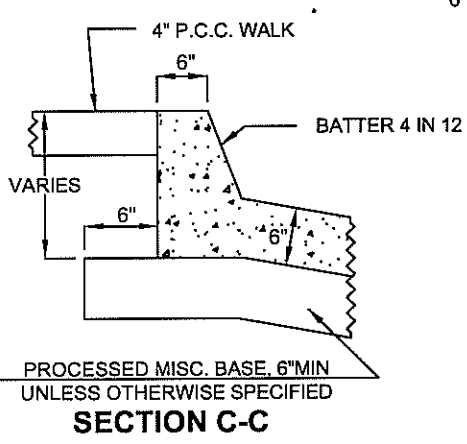 6
4" P.C.C. WALK
6"
BATTER 4 IN 12
VARIES
6"
6"
PROCESSED MISC. BASE, 6"MIN
UNLESS OTHERWISE SPECIFIED
SECTION C-C